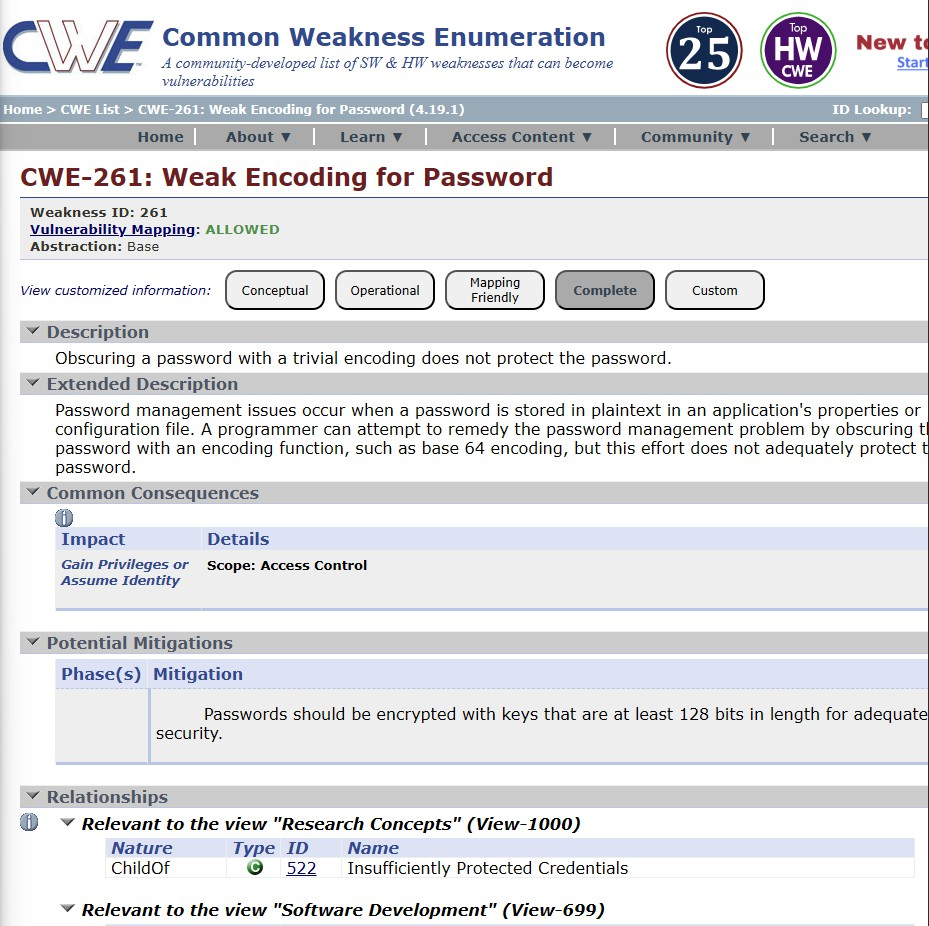 CWE
Common Weakness Enumeration
A community-developed list of SW & HW weaknesses that can become
vulnerabilities
Top
25
Top
HW
CWE
New
Home > CWE List > CWE-261: Weak Encoding for Password (4.19.1)
ID Lookup:
Home
About ▼
Learn ▼
Access Content ▼
Community ▼
Search ▼
CWE-261: Weak Encoding for Password
Weakness ID: 261
Vulnerability Mapping: ALLOWED
Abstraction: Base
View customized information:
Conceptual
Operational
Mapping
Friendly
Complete
Custom
Description
Obscuring a password with a trivial encoding does not protect the password.
Extended Description
Password management issues occur when a password is stored in plaintext in an application's properties or
configuration file. A programmer can attempt to remedy the password management problem by obscuring
password with an encoding function, such as base 64 encoding, but this effort does not adequately protect
password.
Common Consequences
Impact Details
Gain Privileges or
Assume Identity
Scope: Access Control
Potential Mitigations
Phase(s) Mitigation
Passwords should be encrypted with keys that are at least 128 bits in length for adequate
security.
Relationships
Relevant to the view "Research Concepts" (View-1000)
Nature Type ID Name
ChildOf C 522 Insufficiently Protected Credentials
Relevant to the view "Software Development" (View-699)